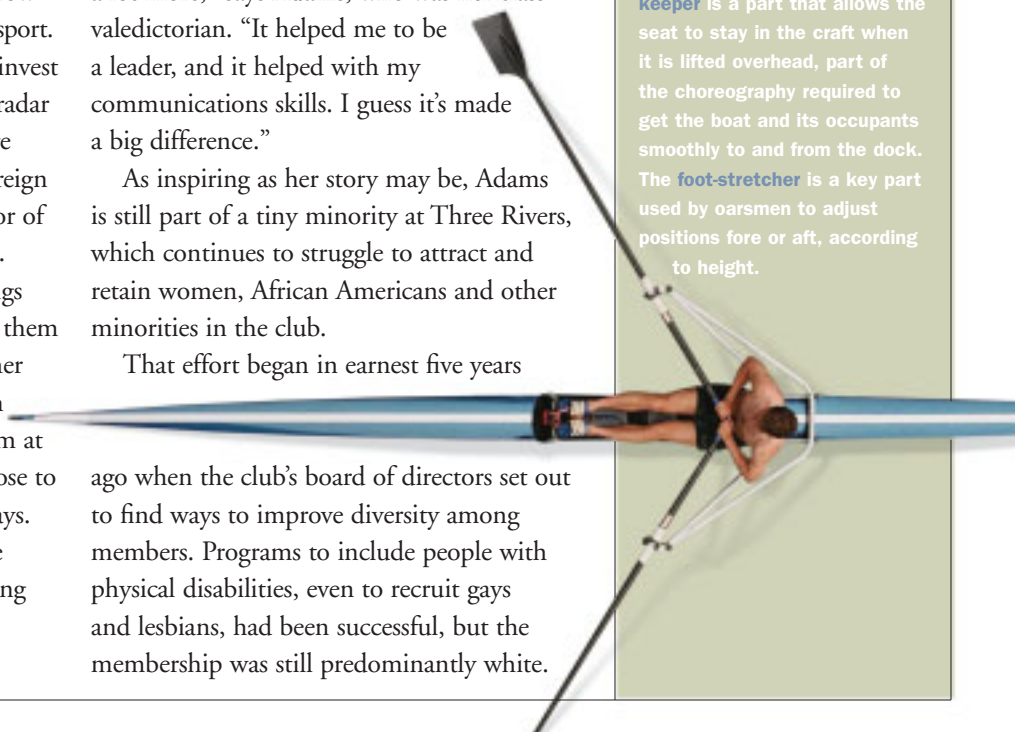 sport.
invest
radar
reign
or of
gs
them
her
m at
ose to
ays.
ng
valedictorian. “It helped me to be
a leader, and it helped with my
communications skills. I guess it’s made
a big difference.”
As inspiring as her story may be, Adams
is still part of a tiny minority at Three Rivers,
which continues to struggle to attract and
retain women, African Americans and other
minorities in the club.
That effort began in earnest five years
ago when the club’s board of directors set out
to find ways to improve diversity among
members. Programs to include people with
physical disabilities, even to recruit gays
and lesbians, had been successful, but the
membership was still predominantly white.
keeper is a part that allows the
seat to stay in the craft when
it is lifted overhead, part of
the choreography required to
get the boat and its occupants
smoothly to and from the dock.
The foot-stretcher is a key part
used by oarsmen to adjust
positions fore or aft, according
to height.